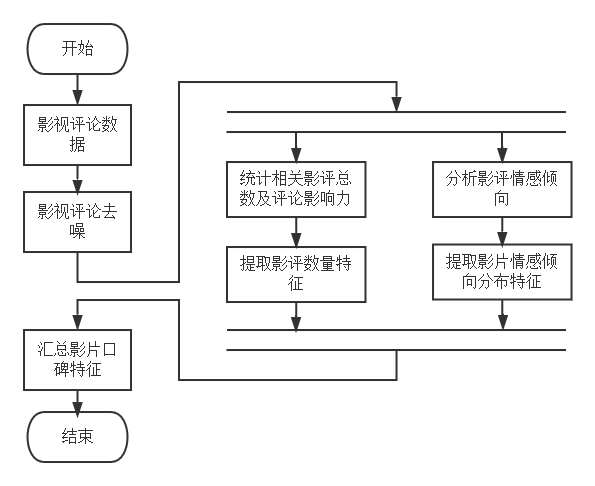 开始
影视评论数
据
影视评论去
噪
统计相关影评总
数及评论影响力
提取影评数量特
征
分析影评情感倾
向
提取影片情感倾
向分布特征
汇总影片口
碑特征
结束